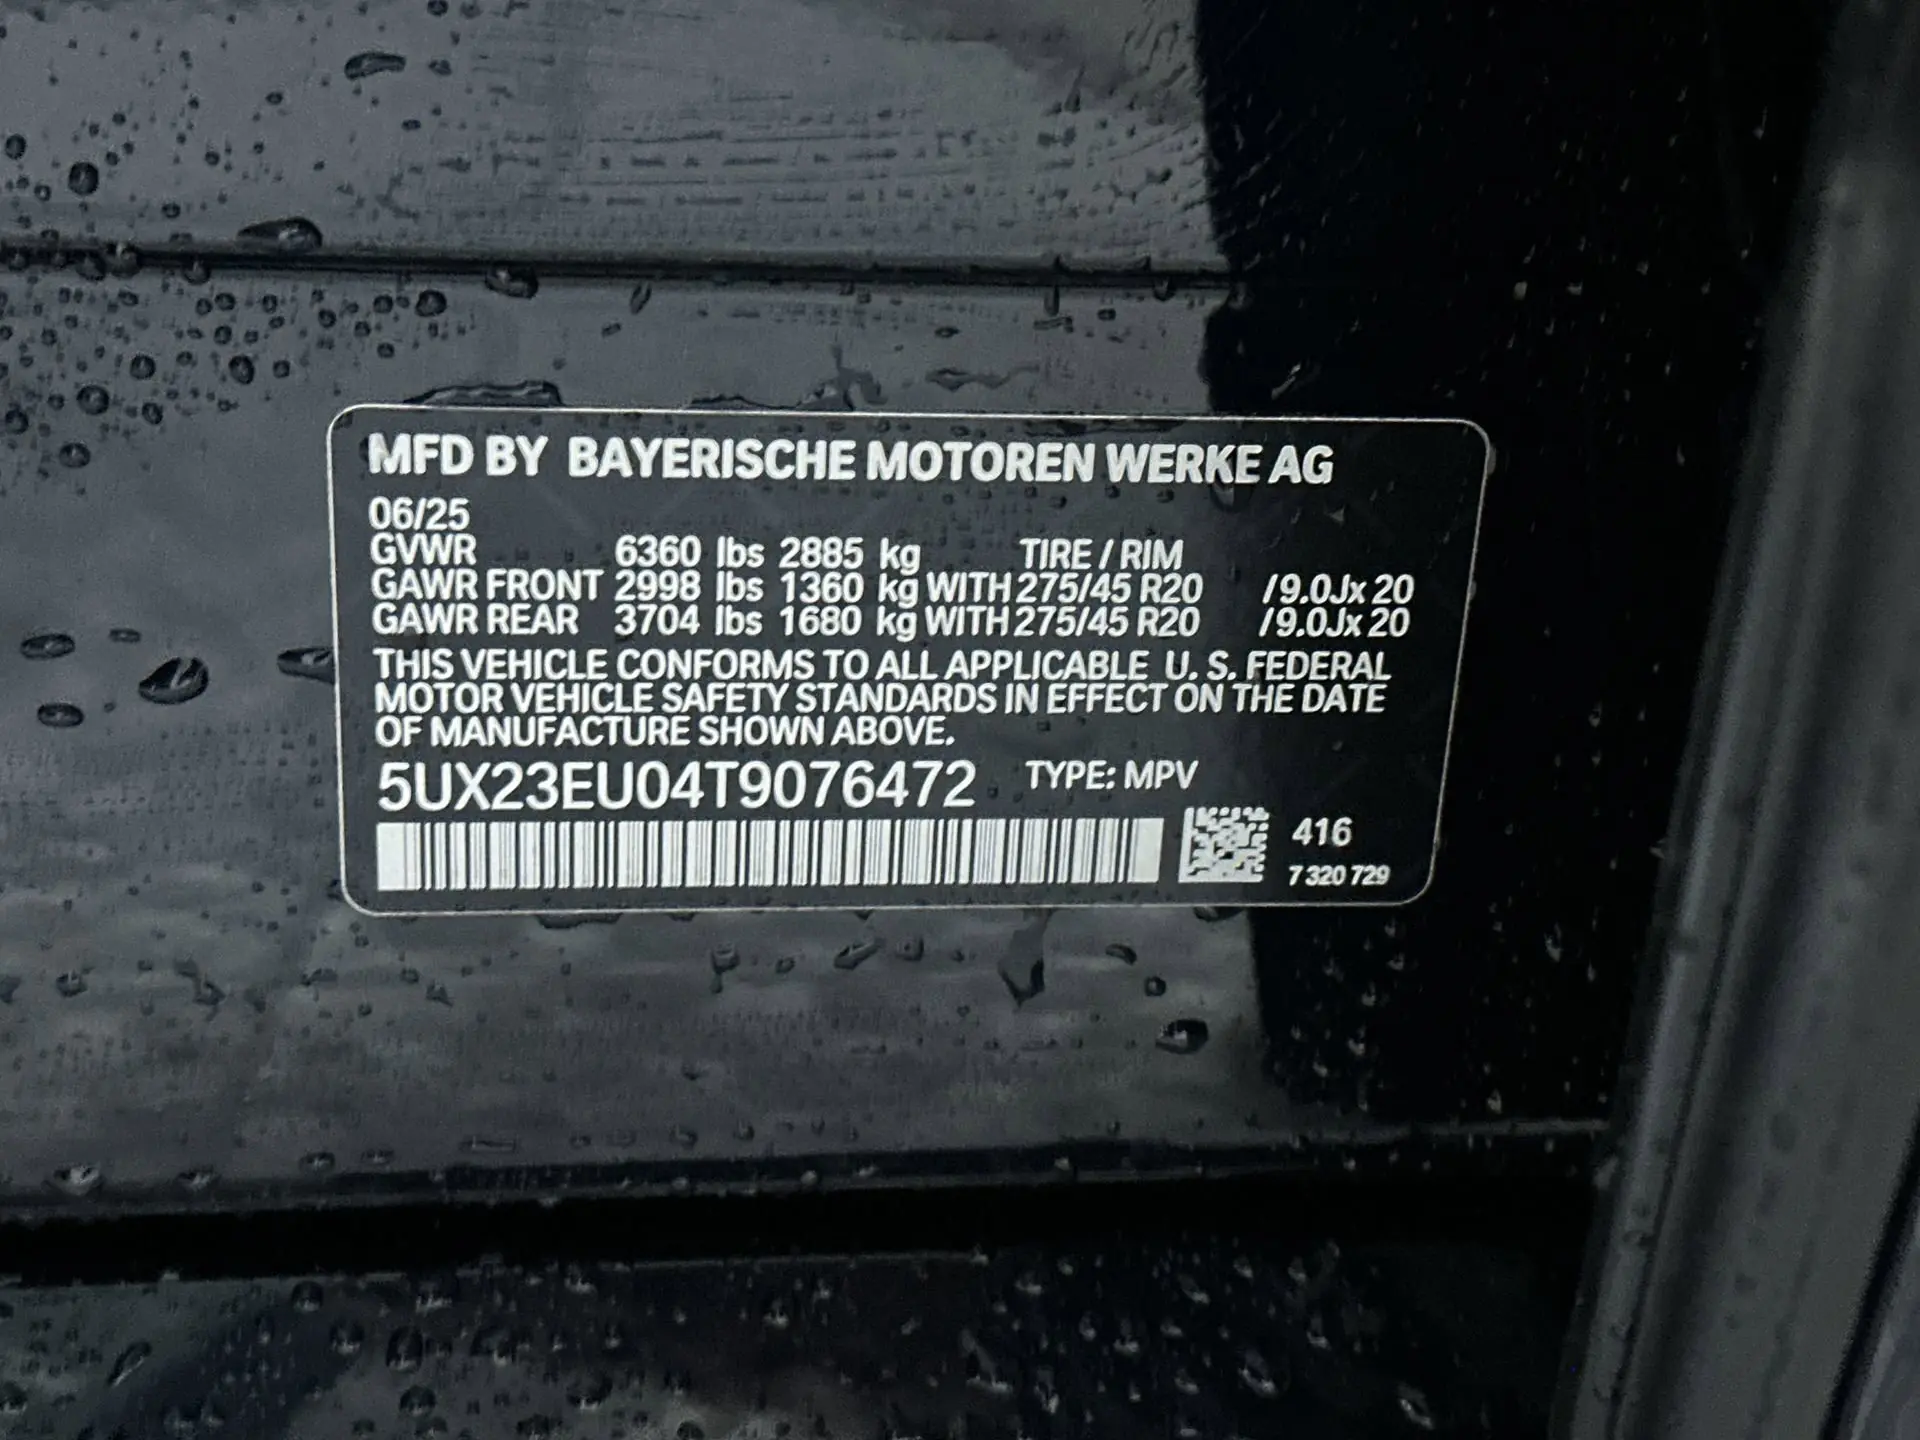 MFD BY BAYERISCHE MOTOREN WERKE AG
06/25
GVWR 6360 lbs 2885 kg TIRE / RIM
GAWR FRONT 2998 lbs 1360 kg WITH 275/45 R20 /9.0Jx 20
GAWR REAR 3704 lbs 1680 kg WITH 275/45 R20 /9.0Jx 20
THIS VEHICLE CONFORMS TO ALL APPLICABLE U. S. FEDERAL
MOTOR VEHICLE SAFETY STANDARDS IN EFFECT ON THE DATE
OF MANUFACTURE SHOWN ABOVE.
5UX23EU04T9076472 TYPE: MPV
416
7 320 729